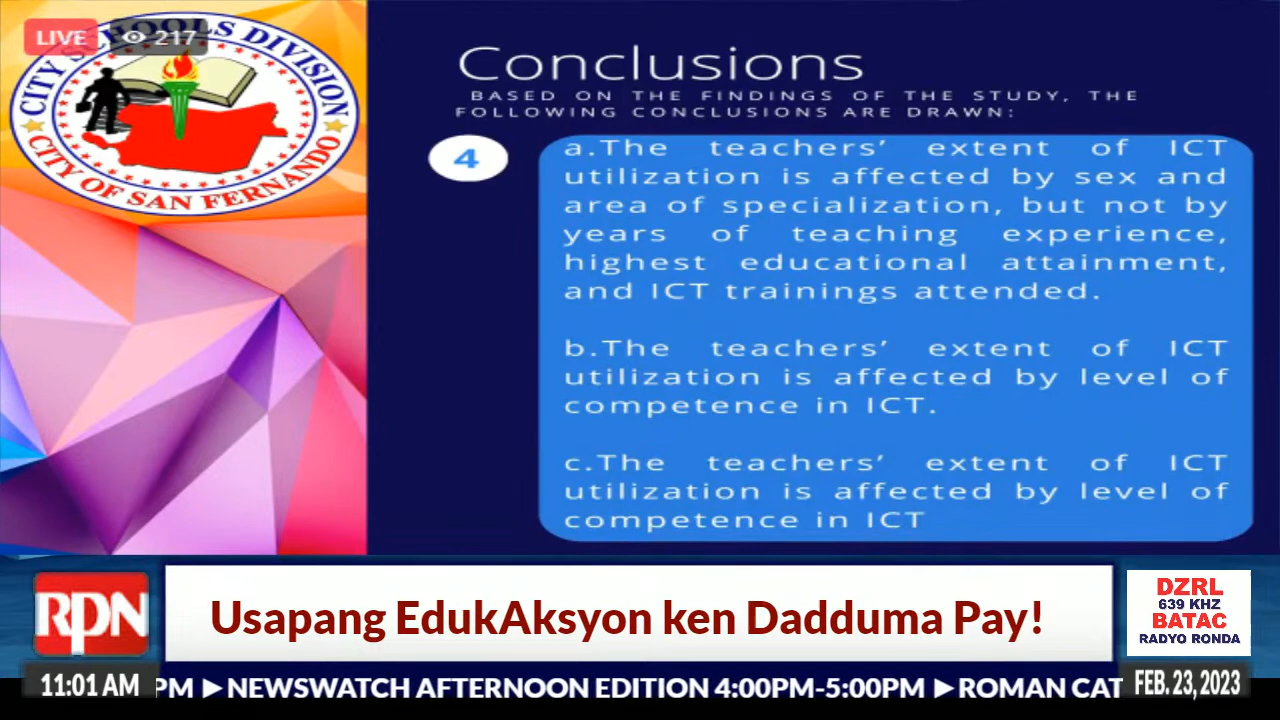 LIVE 217
CITY SCHOOLS DIVISION
CITY OF SAN FERNANDO
Conclusions
BASED ON THE FINDINGS OF THE STUDY, THE
FOLLOWING CONCLUSIONS ARE DRAWN:
4
a.The teachers’ extent of ICT
utilization is affected by sex and
area of specialization, but not by
years of teaching experience,
highest educational attainment,
and ICT trainings attended.
b.The teachers’ extent of ICT
utilization is affected by level of
competence in ICT.
c.The teachers’ extent of ICT
utilization is affected by level of
competence in ICT
RPN
Usapang EdukAksyon ken Dadduma Pay!
DZRL
639 KHZ
BATAC
RADYO RONDA
11:01 AM
PM ►NEWSWATCH AFTERNOON EDITION 4:00PM-5:00PM ►ROMAN CAT
FEB. 23, 2023